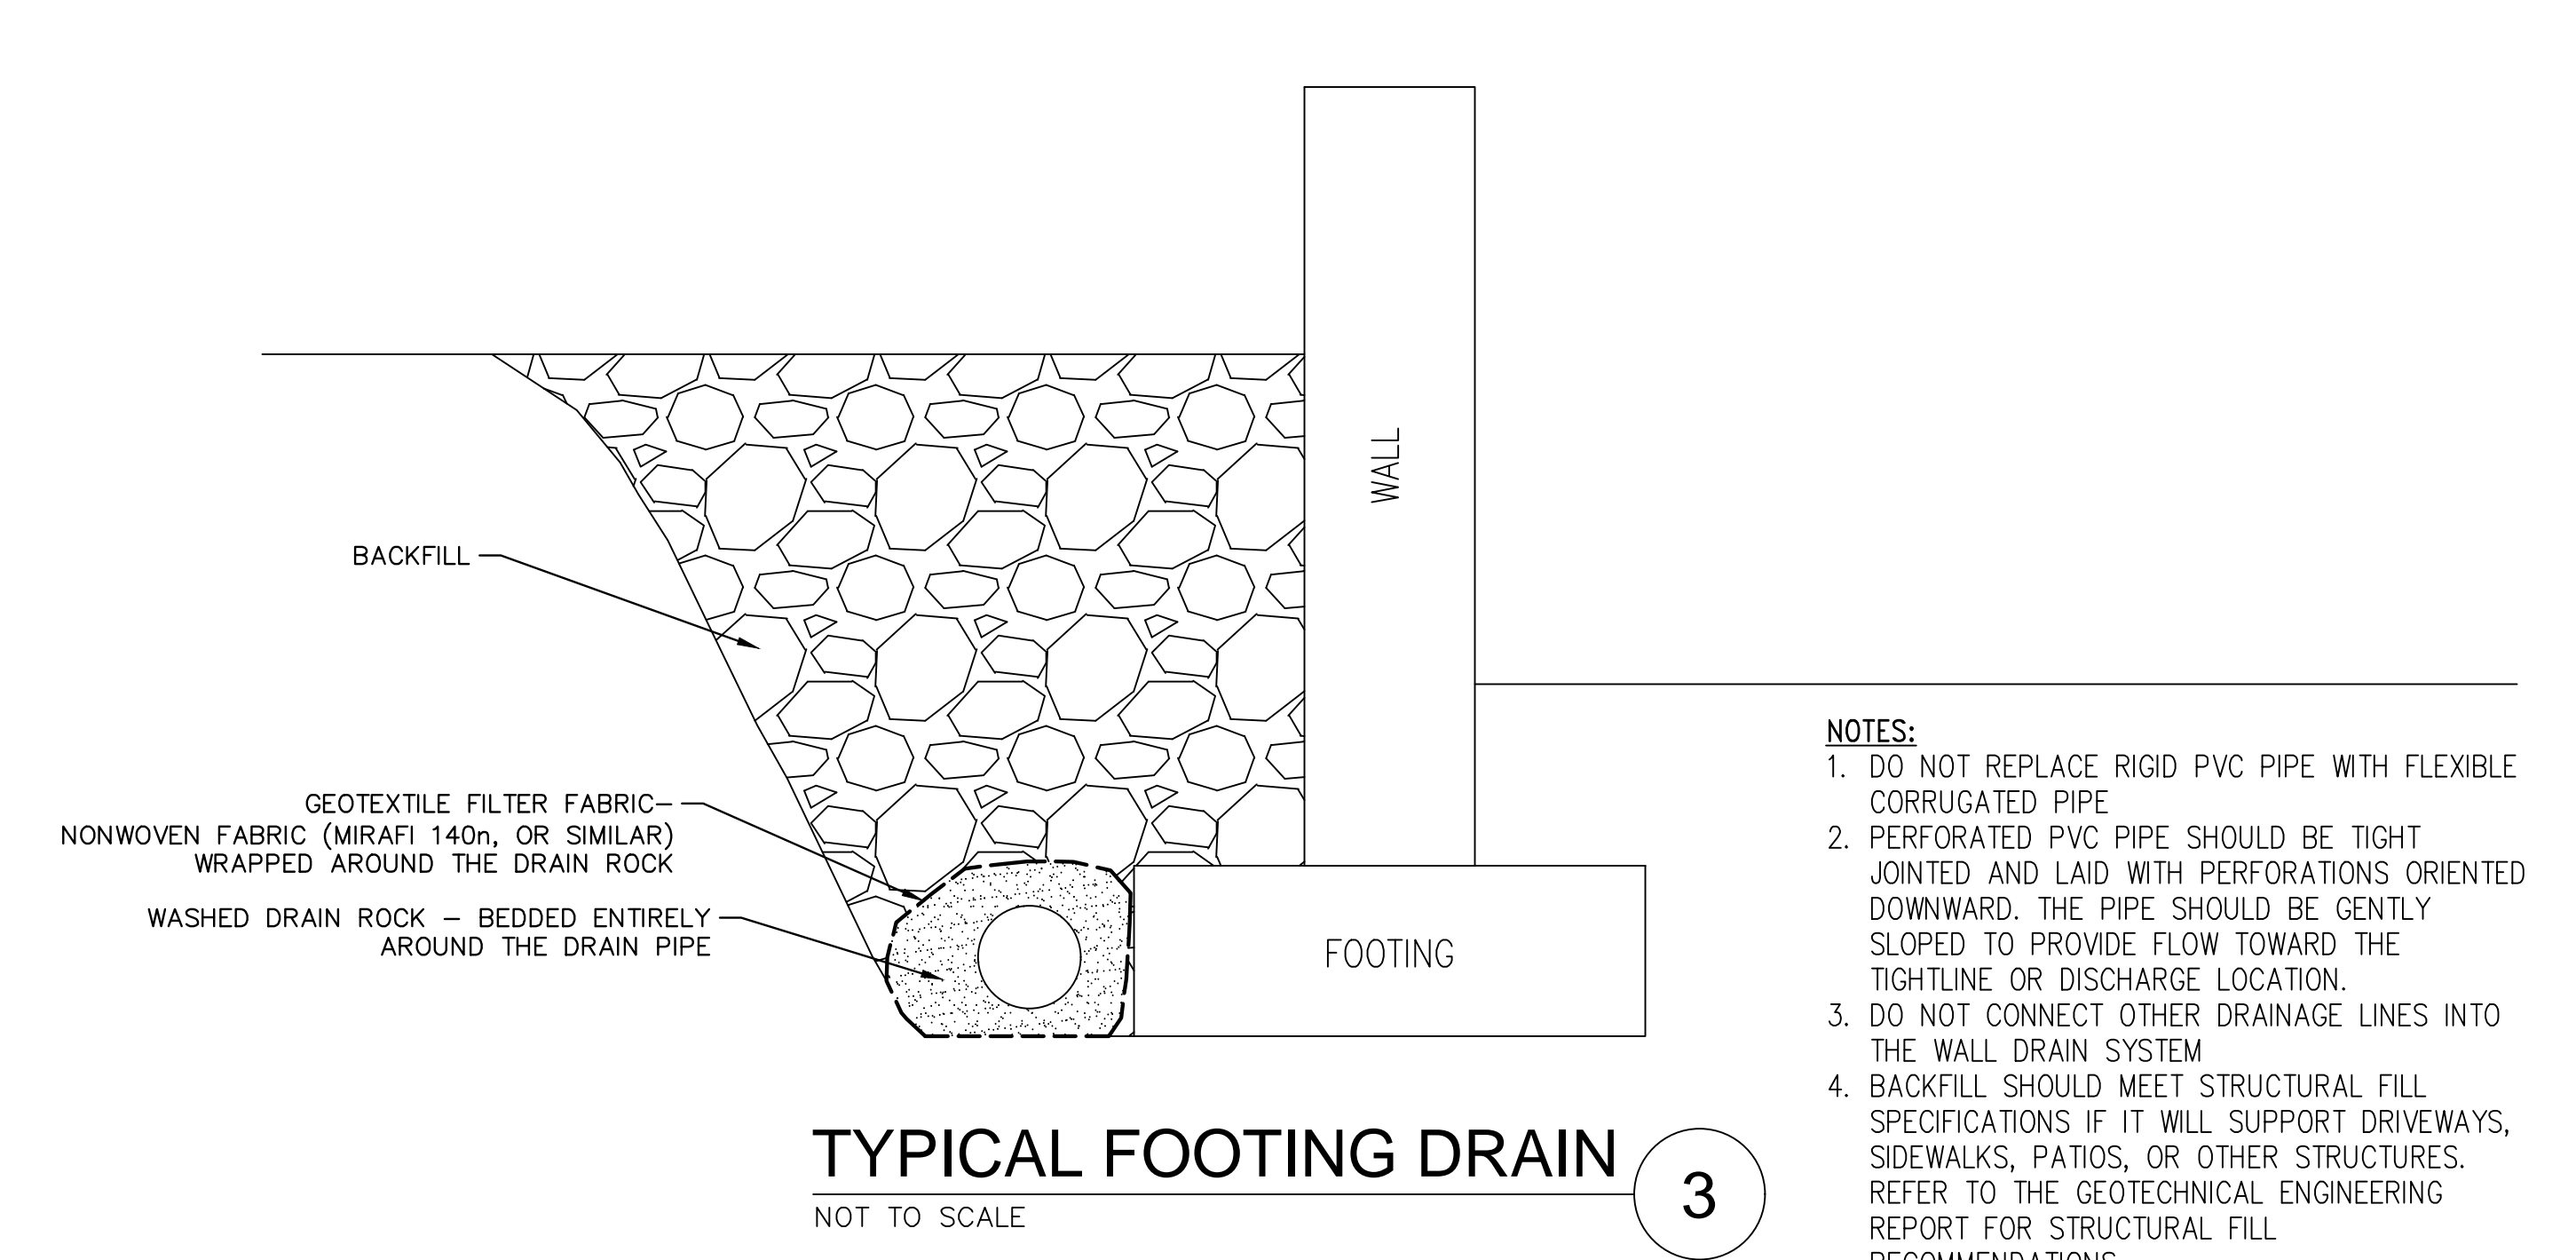 WALL
BACKFILL
GEOTEXTILE FILTER FABRIC–
NONWOVEN FABRIC (MIRAFI 140n, OR SIMILAR)
WRAPPED AROUND THE DRAIN ROCK
WASHED DRAIN ROCK – BEDDED ENTIRELY
AROUND THE DRAIN PIPE
FOOTING
TYPICAL FOOTING DRAIN
3
NOT TO SCALE
NOTES:
1. DO NOT REPLACE RIGID PVC PIPE WITH FLEXIBLE
CORRUGATED PIPE
2. PERFORATED PVC PIPE SHOULD BE TIGHT
JOINTED AND LAID WITH PERFORATIONS ORIENTED
DOWNWARD. THE PIPE SHOULD BE GENTLY
SLOPED TO PROVIDE FLOW TOWARD THE
TIGHTLINE OR DISCHARGE LOCATION.
3. DO NOT CONNECT OTHER DRAINAGE LINES INTO
THE WALL DRAIN SYSTEM
4. BACKFILL SHOULD MEET STRUCTURAL FILL
SPECIFICATIONS IF IT WILL SUPPORT DRIVEWAYS,
SIDEWALKS, PATIOS, OR OTHER STRUCTURES.
REFER TO THE GEOTECHNICAL ENGINEERING
REPORT FOR STRUCTURAL FILL